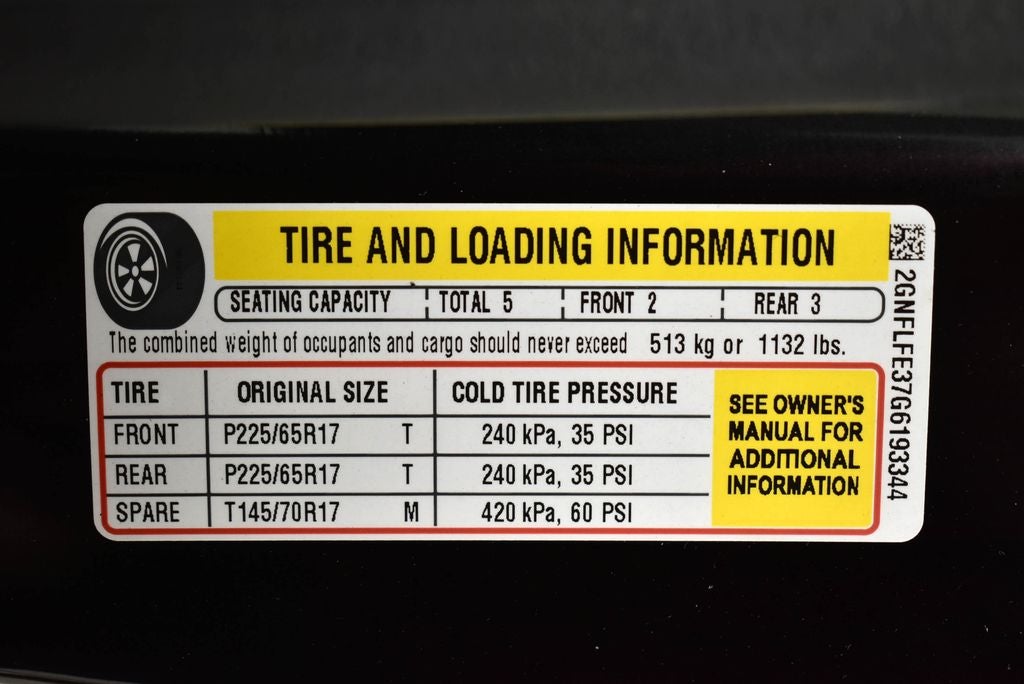 TIRE AND LOADING INFORMATION
SEATING CAPACITY TOTAL 5 FRONT 2 REAR 3
The combined weight of occupants and cargo should never exceed 513 kg or 1132 lbs.
TIRE ORIGINAL SIZE COLD TIRE PRESSURE
FRONT P225/65R17 T 240 kPa, 35 PSI
REAR P225/65R17 T 240 kPa, 35 PSI
SPARE T145/70R17 M 420 kPa, 60 PSI
SEE OWNER'S
MANUAL FOR
ADDITIONAL
INFORMATION
2GNFLFE37G6193344